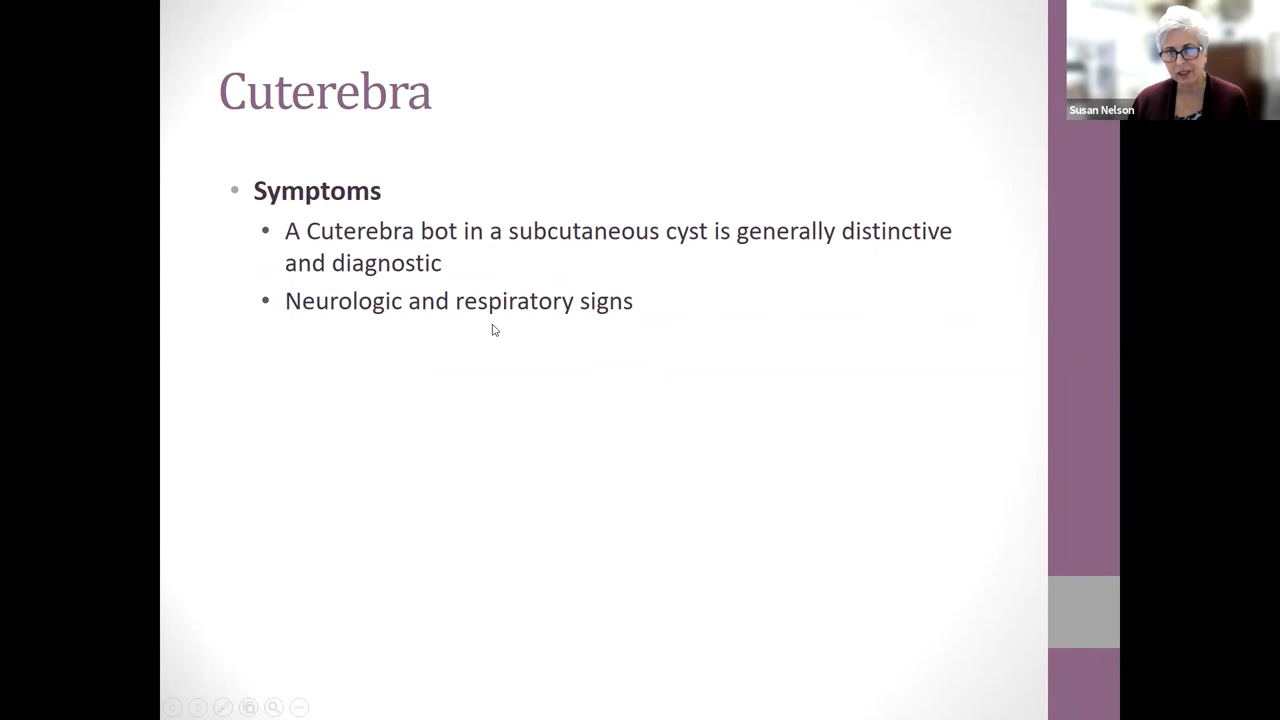 Cuterebra
Susan Nelson
• Symptoms
• A Cuterebra bot in a subcutaneous cyst is generally distinctive
and diagnostic
• Neurologic and respiratory signs